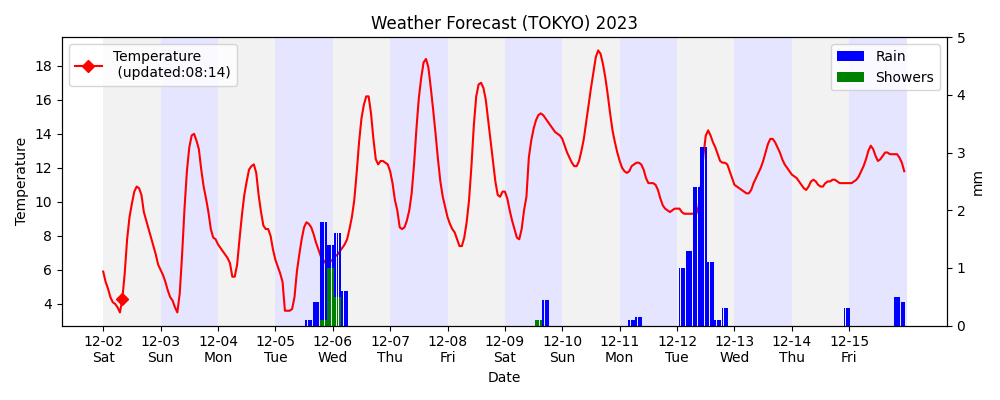 Weather Forecast (TOKYO) 2023
Temperature
(updated:08:14)
Rain
Showers
Temperature
18
16
14
12
10
8
6
4
5
4
3
2
1
0
mm
12-02 12-03 12-04 12-05 12-06 12-07 12-08 12-09 12-10 12-11 12-12 12-13 12-14 12-15
Sat Sun Mon Tue Wed Thu Fri Sat Sun Mon Tue Wed Thu Fri
Date